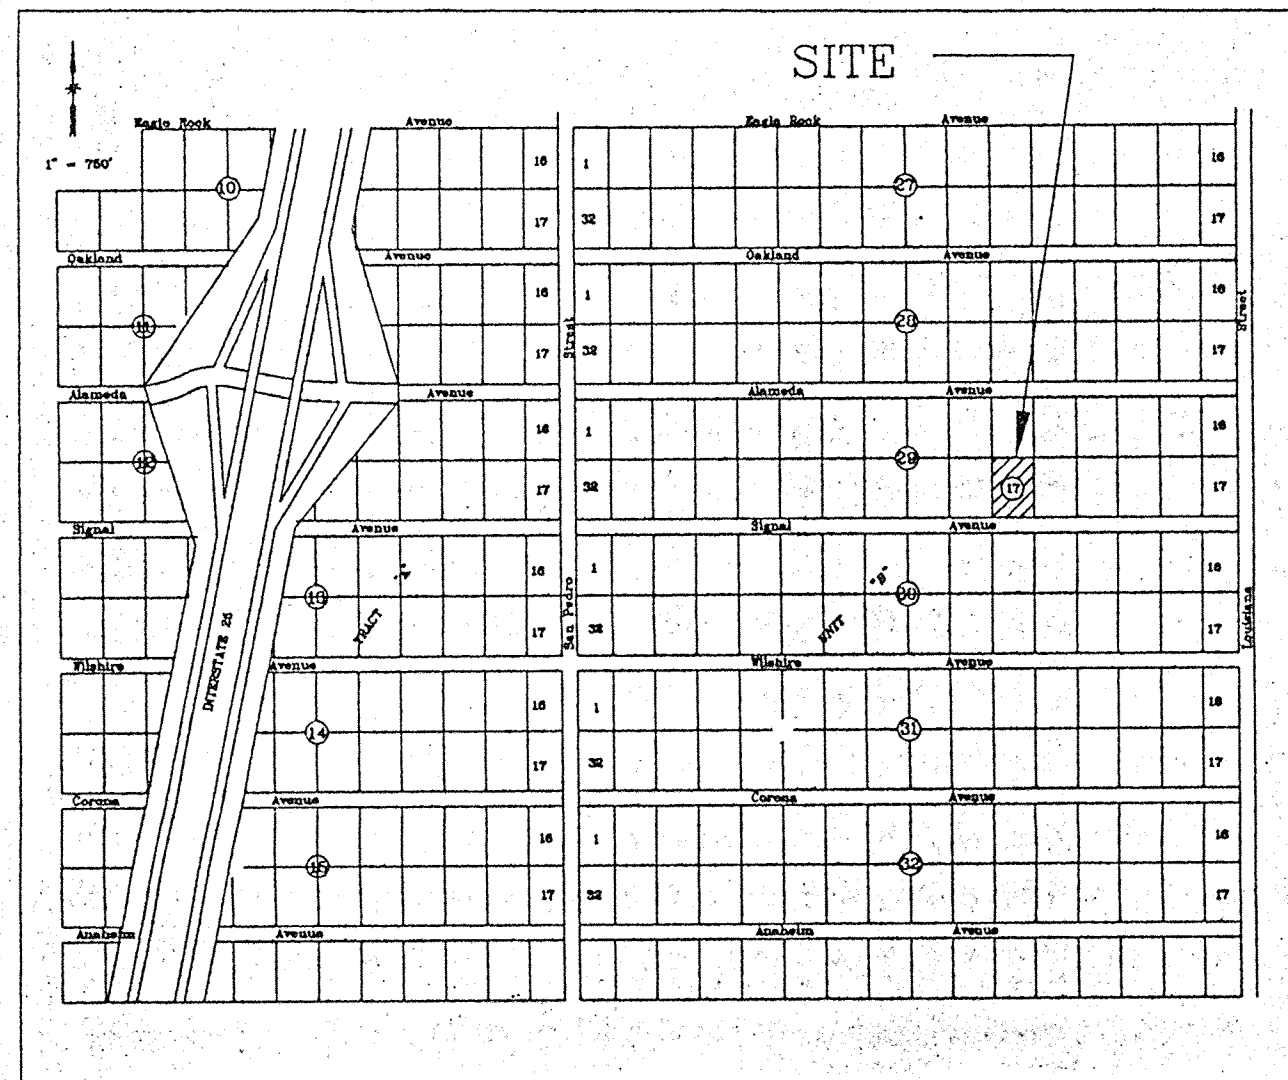 SITE
Eagle Rock Avenue Eagle Rock Avenue
1" = 750'
16 1 16
10 27
17 32 17
Oakland Avenue Oakland Avenue
16 1 16
11 28
17 32 17
Street Street
Alameda Avenue Alameda Avenue
16 1 16
12 29
17 32 17 17
Signal Avenue Signal Avenue
16 1 16
13 TRACT "A" UNIT "B" 30
17 32 17
San Pedro Louisiana
INTERSTATE 25
Wilshire Avenue Wilshire Avenue
16 1 16
14 31
17 32 17
Corona Avenue Corona Avenue
16 1 16
15 32
17 32 17
Anaheim Avenue Anaheim Avenue